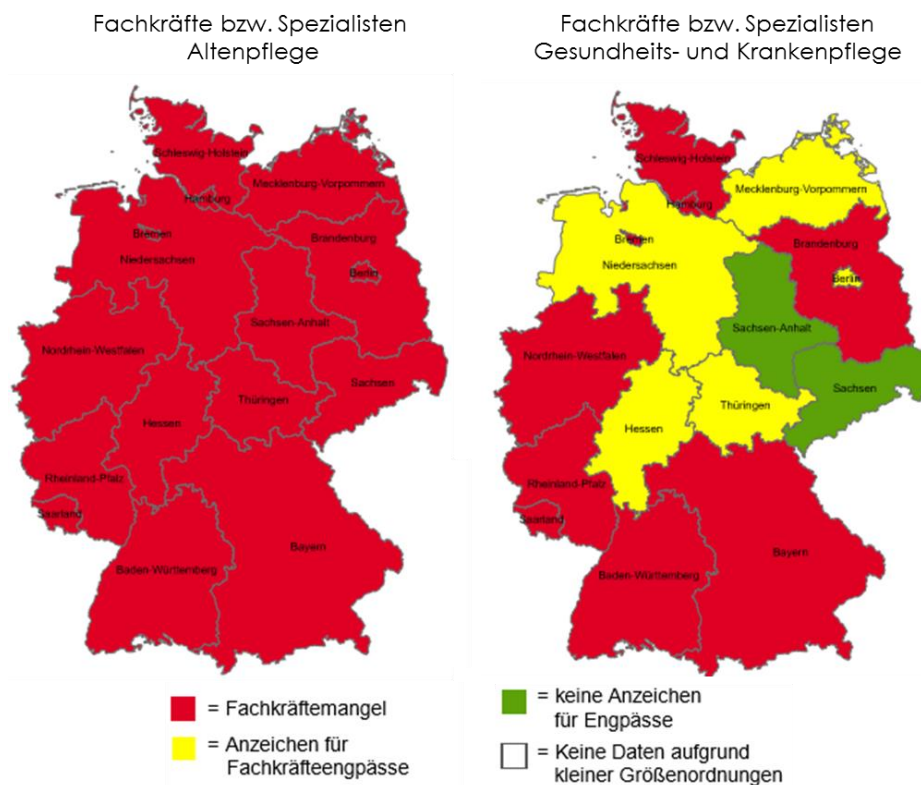 Fachkräfte bzw. Spezialisten
Altenpflege
Schleswig-Holstein
Mecklenburg-Vorpommern
Hamburg
Bremen
Brandenburg
Niedersachsen
Berlin
Sachsen-Anhalt
Nordrhein-Westfalen
Sachsen
Thüringen
Hessen
Rheinland-Pfalz
Saarland
Bayern
Baden-Württemberg
Fachkräfte bzw. Spezialisten
Gesundheits- und Krankenpflege
Schleswig-Holstein
Mecklenburg-Vorpommern
Hamburg
Bremen
Brandenburg
Niedersachsen
Berlin
Sachsen-Anhalt
Nordrhein-Westfalen
Sachsen
Thüringen
Hessen
Rheinland-Pfalz
Saarland
Bayern
Baden-Württemberg
= Fachkräftemangel
= Anzeichen für
Fachkräfteengpässe
= keine Anzeichen
für Engpässe
= Keine Daten aufgrund
kleiner Größenordnungen